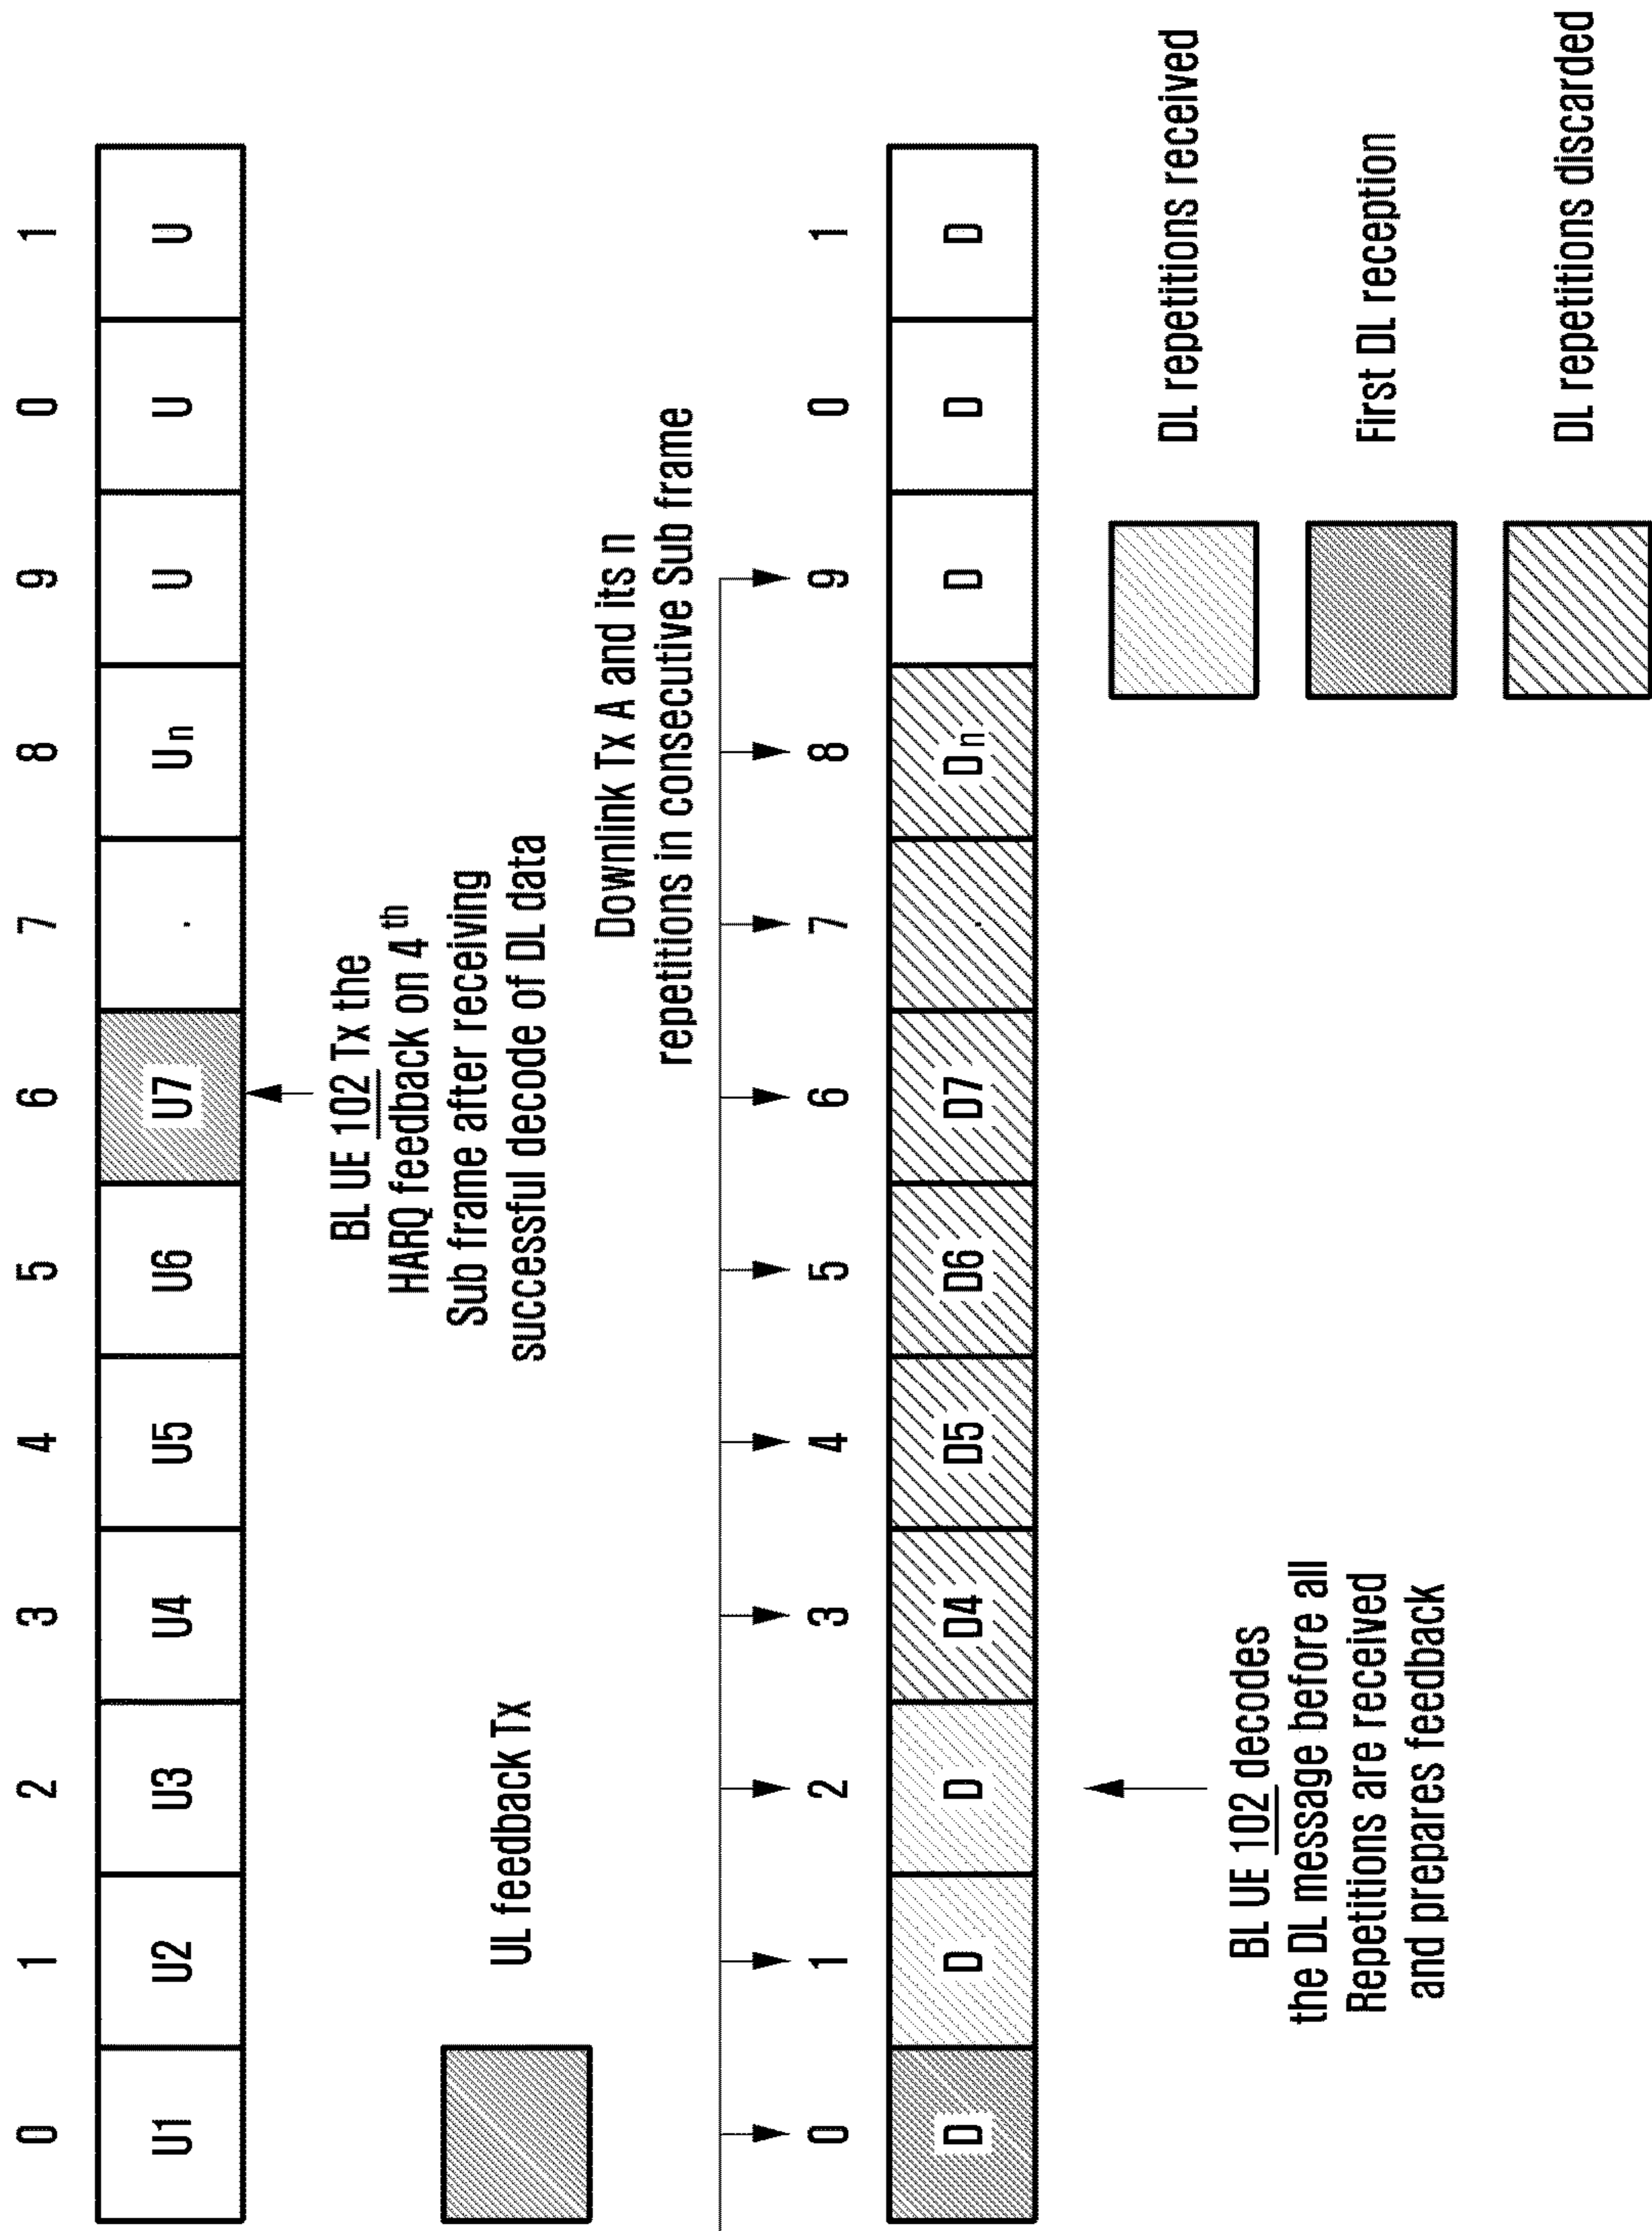 0 1 2 3 4 5 6 7 8 9 0 1
U1 U2 U3 U4 U5 U6 U7 . Un U U U
UL feedback Tx
BL UE 102 Tx the
HARQ feedback on 4th
Sub frame after receiving
successful decode of DL data
Downlink Tx A and its n
repetitions in consecutive Sub frame
0 1 2 3 4 5 6 7 8 9 0 1
D D D D4 D5 D6 D7 . Dn D D D
BL UE 102 decodes
the DL message before all
Repetitions are received
and prepares feedback
DL repetitions received
First DL reception
DL repetitions discarded